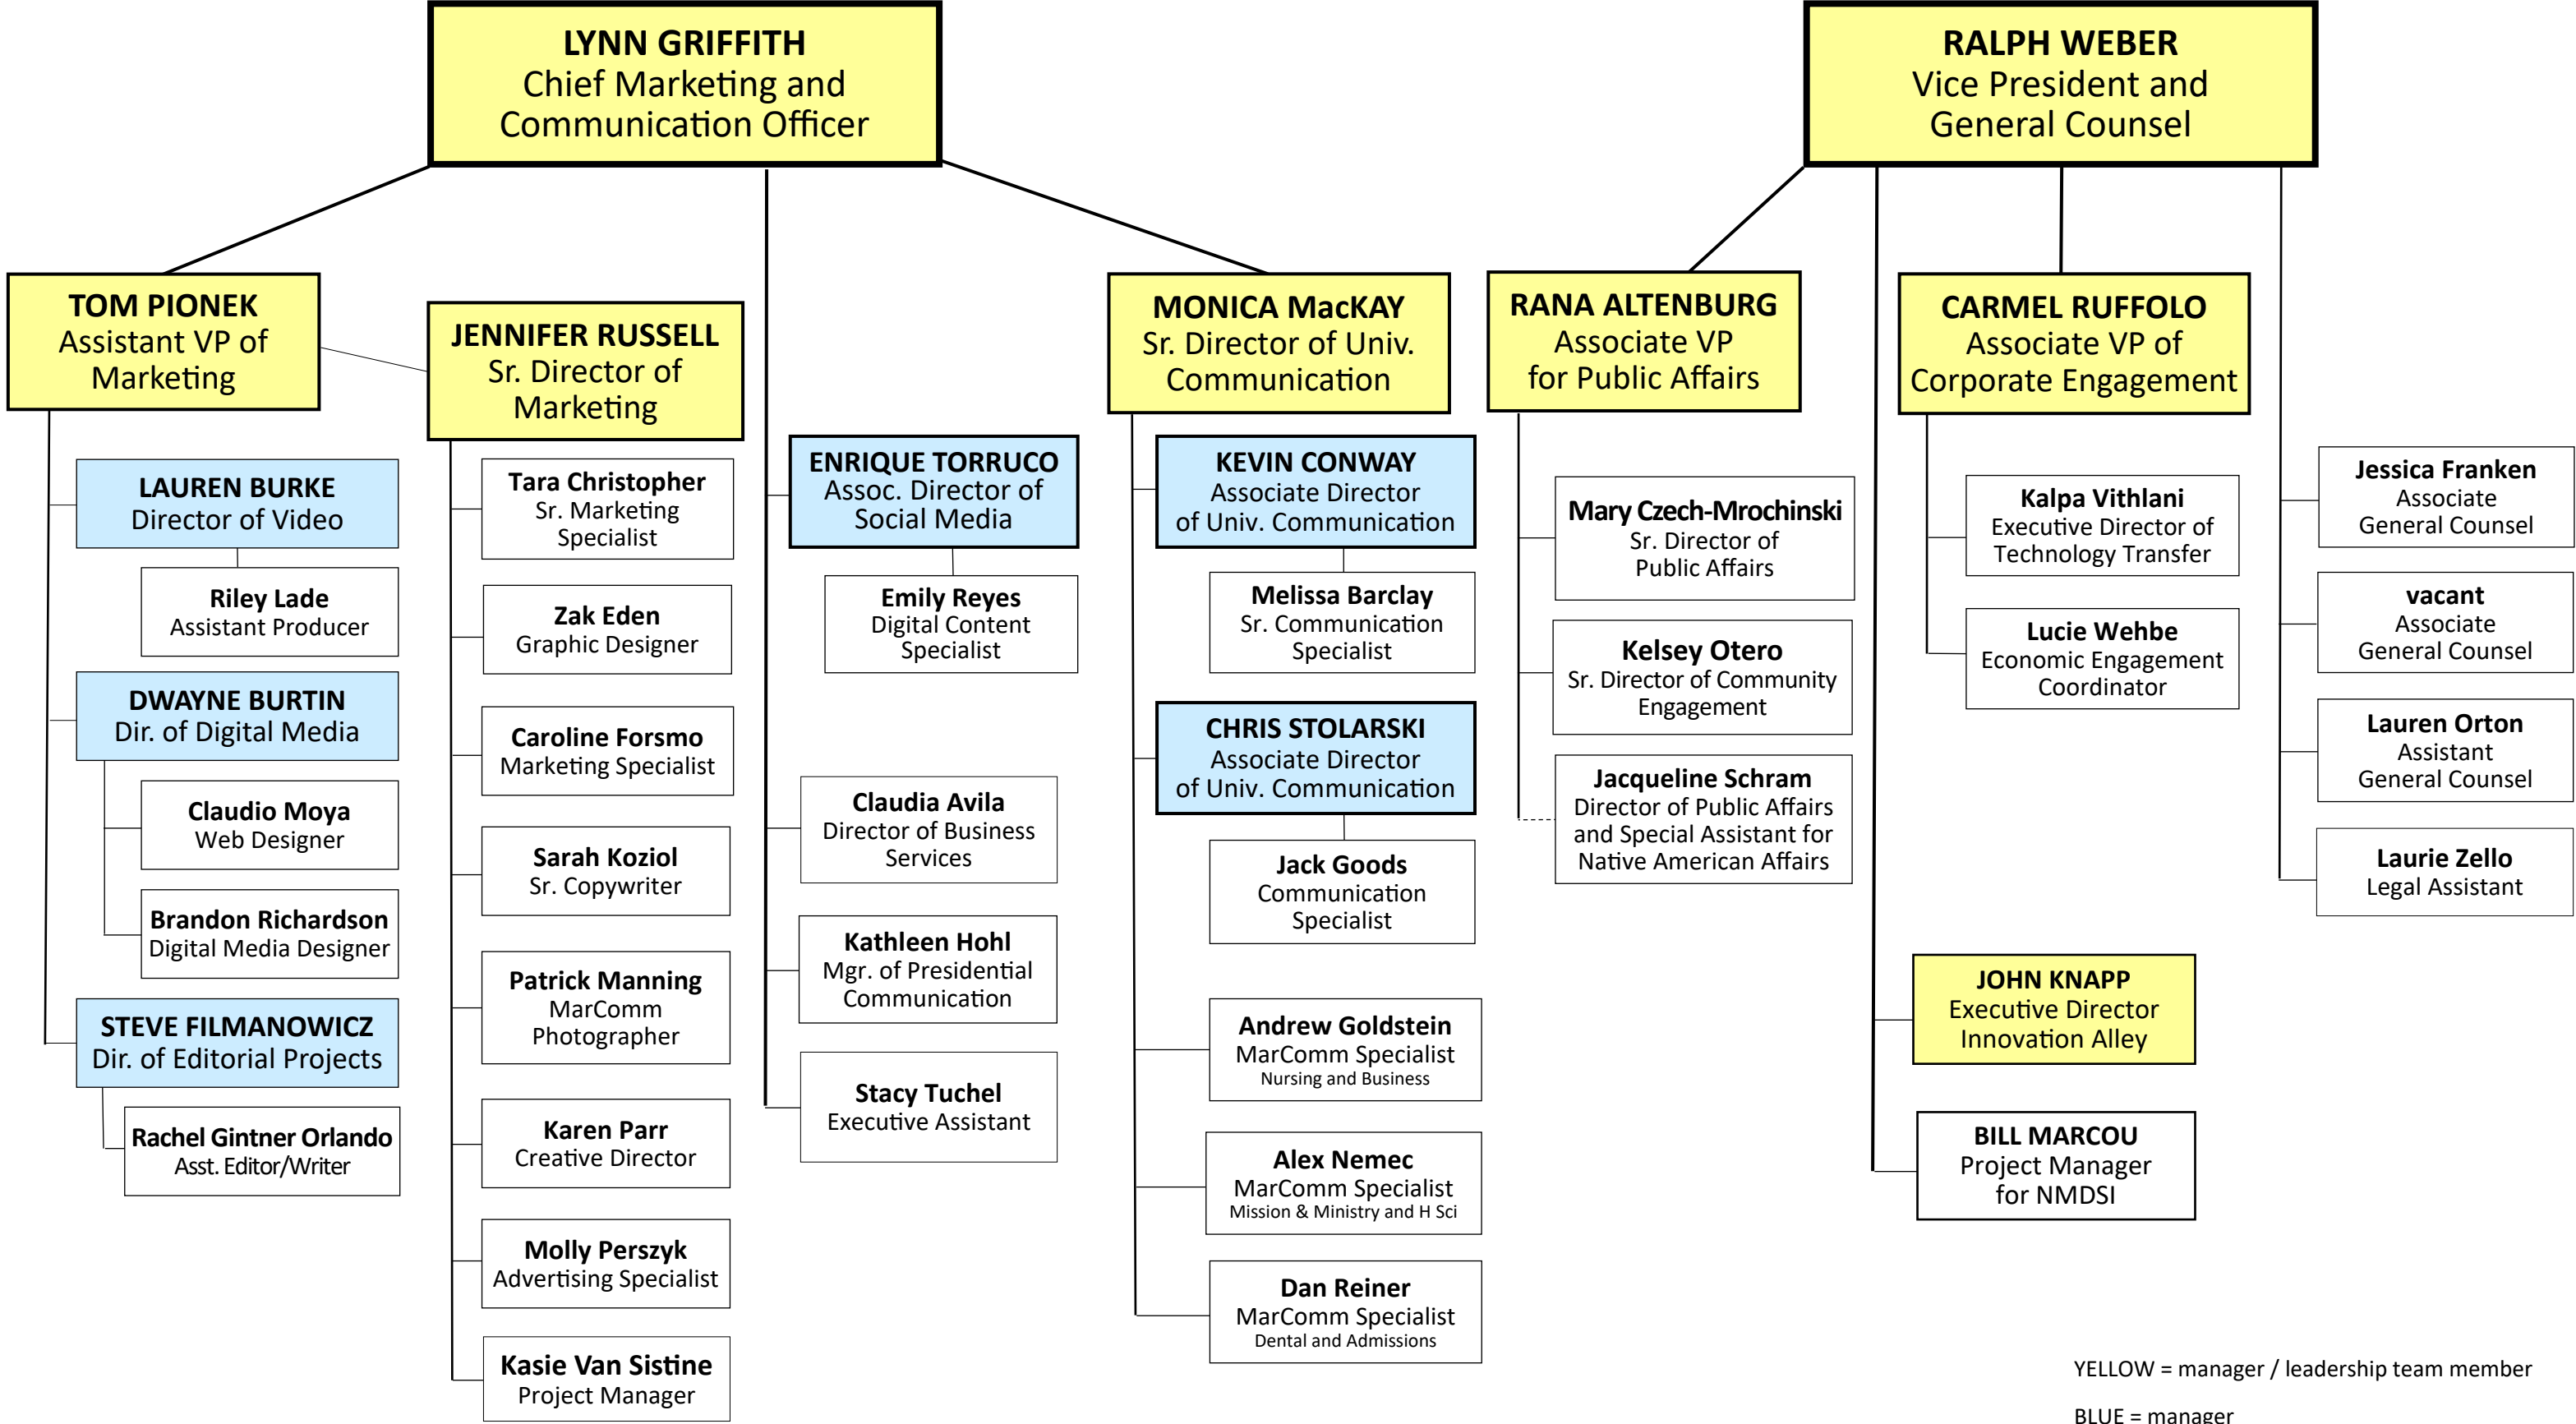 LYNN GRIFFITH
Chief Marketing and
Communication Officer
RALPH WEBER
Vice President and
General Counsel
TOM PIONEK
Assistant VP of
Marketing
LAUREN BURKE
Director of Video
Riley Lade
Assistant Producer
DWAYNE BURTIN
Dir. of Digital Media
Claudio Moya
Web Designer
Brandon Richardson
Digital Media Designer
STEVE FILMANOWICZ
Dir. of Editorial Projects
Rachel Gintner Orlando
Asst. Editor/Writer
JENNIFER RUSSELL
Sr. Director of
Marketing
Tara Christopher
Sr. Marketing
Specialist
Zak Eden
Graphic Designer
Caroline Forsmo
Marketing Specialist
Sarah Koziol
Sr. Copywriter
Patrick Manning
MarComm
Photographer
Karen Parr
Creative Director
Molly Perszyk
Advertising Specialist
Kasie Van Sistine
Project Manager
ENRIQUE TORRUCO
Assoc. Director of
Social Media
Emily Reyes
Digital Content
Specialist
Claudia Avila
Director of Business
Services
Kathleen Hohl
Mgr. of Presidential
Communication
Stacy Tuchel
Executive Assistant
MONICA MacKAY
Sr. Director of Univ.
Communication
KEVIN CONWAY
Associate Director
of Univ. Communication
Melissa Barclay
Sr. Communication
Specialist
CHRIS STOLARSKI
Associate Director
of Univ. Communication
Jack Goods
Communication
Specialist
Andrew Goldstein
MarComm Specialist
Nursing and Business
Alex Nemec
MarComm Specialist
Mission & Ministry and H Sci
Dan Reiner
MarComm Specialist
Dental and Admissions
RANA ALTENBURG
Associate VP
for Public Affairs
Mary Czech-Mrochinski
Sr. Director of
Public Affairs
Kelsey Otero
Sr. Director of Community
Engagement
Jacqueline Schram
Director of Public Affairs
and Special Assistant for
Native American Affairs
CARMEL RUFFOLO
Associate VP of
Corporate Engagement
Kalpa Vithlani
Executive Director of
Technology Transfer
Lucie Wehbe
Economic Engagement
Coordinator
JOHN KNAPP
Executive Director
Innovation Alley
BILL MARCOU
Project Manager
for NMDSI
Jessica Franken
Associate
General Counsel
vacant
Associate
General Counsel
Lauren Orton
Assistant
General Counsel
Laurie Zello
Legal Assistant
YELLOW = manager / leadership team member
BLUE = manager